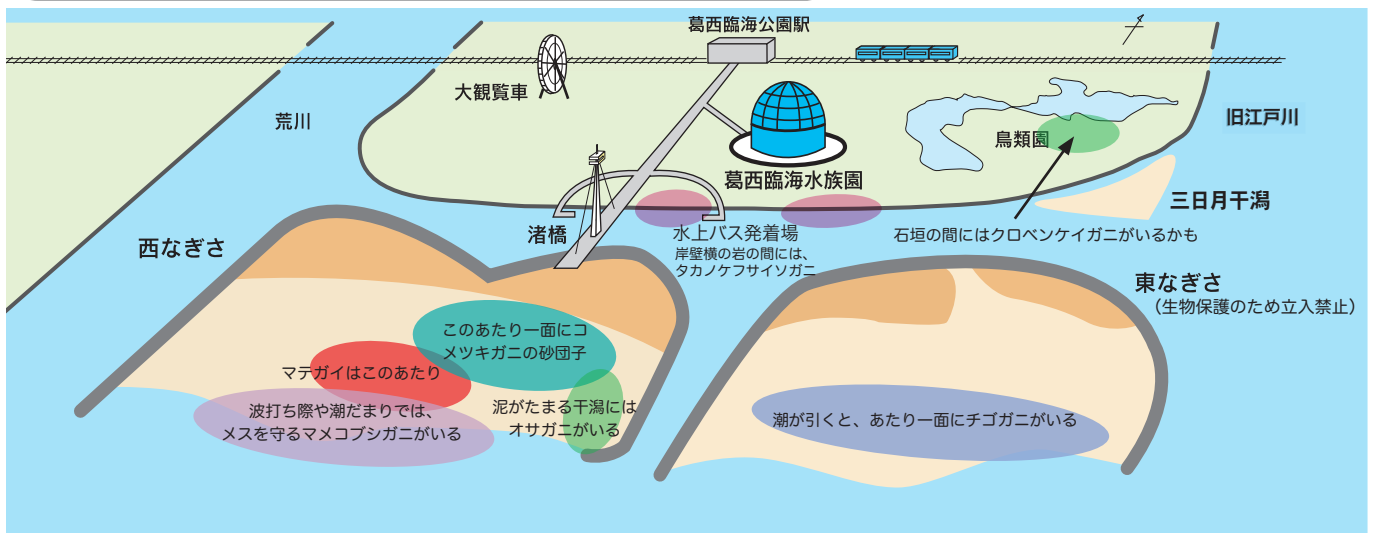 葛西臨海公園駅
大観覧車
荒川
旧江戸川
鳥類園
葛西臨海水族園
三日月干潟
渚橋
水上バス発着場
岸壁横の岩の間には、
タカノケフサイソガニ
石垣の間にはクロベンケイガニがいるかも
西なぎさ
東なぎさ
（生物保護のため立入禁止）
このあたり一面にコ
メツキガニの砂団子
マテガイはこのあたり
波打ち際や潮だまりでは、
メスを守るマメコブシガニがいる
泥がたまる干潟には
オサガニがいる
潮が引くと、あたり一面にチゴガニがいる